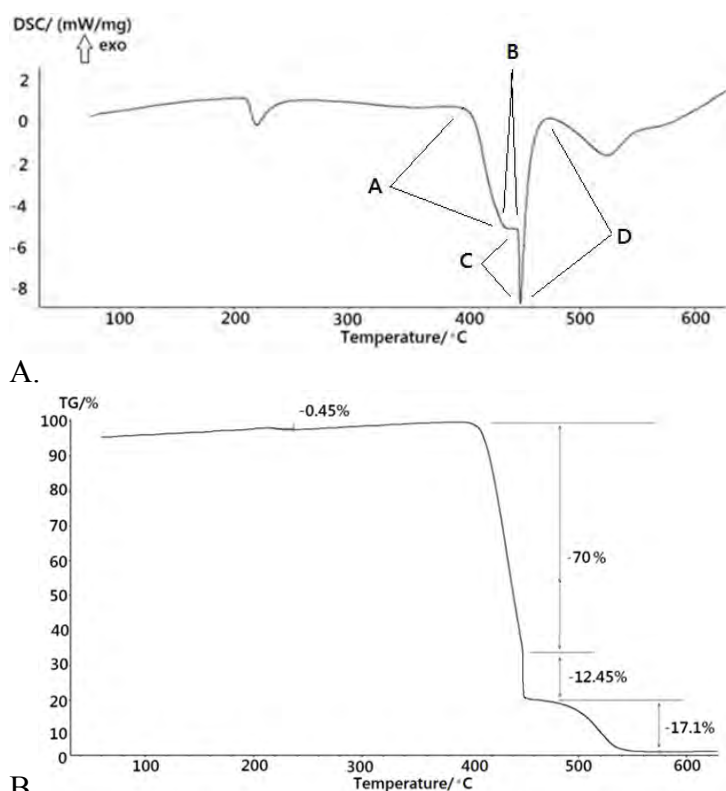 DSC/ (mW/mg)
exo
B
2
0
A
-2
-4
D
-6
C
-8
100 200 300 400 500 600
Temperature/°C
A.
TG/%
-0.45%
100
90
80
70
60
-70%
50
40
30
-12.45%
20
-17.1%
10
0
100 200 300 400 500 600
Temperature/°C
B